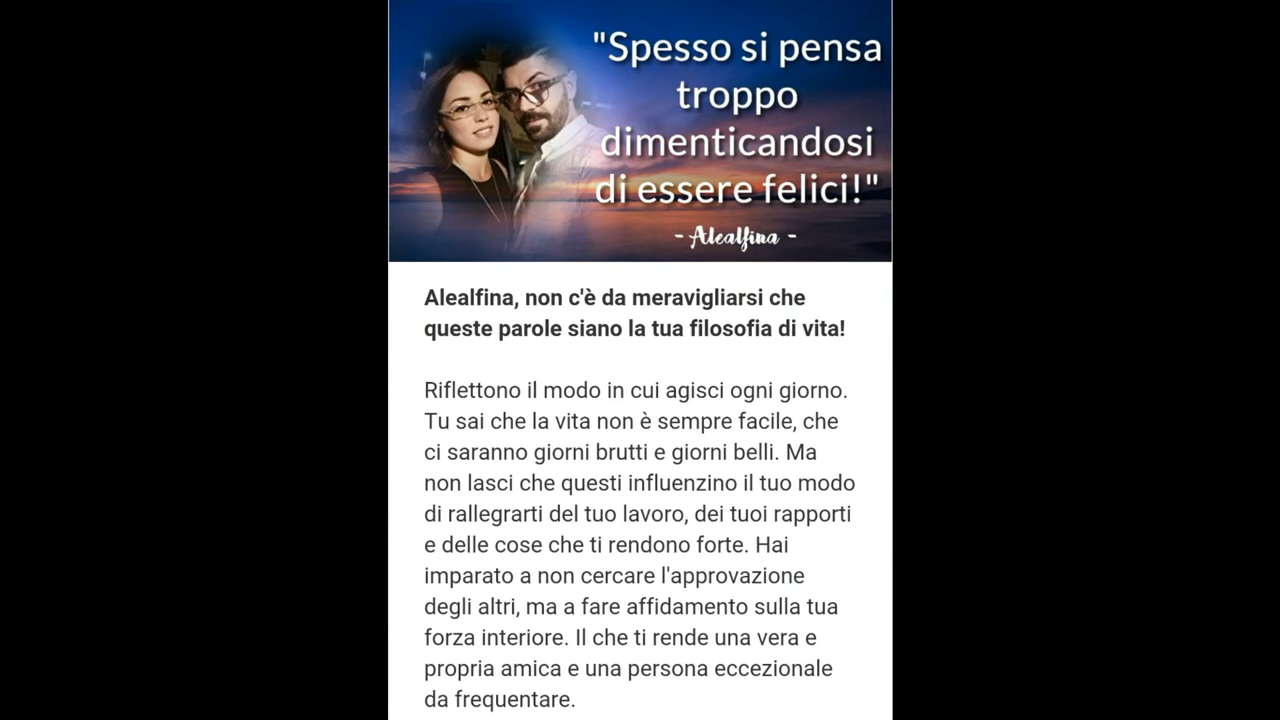 "Spesso si pensa
troppo
dimenticandosi
di essere felici!"
- Alealfina -
Alealfina, non c'è da meravigliarsi che
queste parole siano la tua filosofia di vita!
Riflettono il modo in cui agisci ogni giorno.
Tu sai che la vita non è sempre facile, che
ci saranno giorni brutti e giorni belli. Ma
non lasci che questi influenzino il tuo modo
di rallegrarti del tuo lavoro, dei tuoi rapporti
e delle cose che ti rendono forte. Hai
imparato a non cercare l'approvazione
degli altri, ma a fare affidamento sulla tua
forza interiore. Il che ti rende una vera e
propria amica e una persona eccezionale
da frequentare.